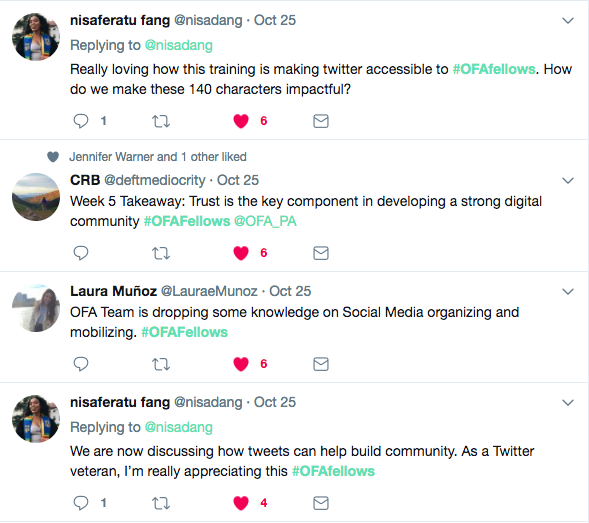 nisaferatu fang @nisadang · Oct 25
Replying to @nisadang
Really loving how this training is making twitter accessible to #OFAfellows. How
do we make these 140 characters impactful?
1 6
Jennifer Warner and 1 other liked
CRB @deftmediocrity · Oct 25
Week 5 Takeaway: Trust is the key component in developing a strong digital
community #OFAFellows @OFA_PA
6
Laura Muñoz @LauraeMunoz · Oct 25
OFA Team is dropping some knowledge on Social Media organizing and
mobilizing. #OFAFellows
6
nisaferatu fang @nisadang · Oct 25
Replying to @nisadang
We are now discussing how tweets can help build community. As a Twitter
veteran, I’m really appreciating this #OFAfellows
1 4